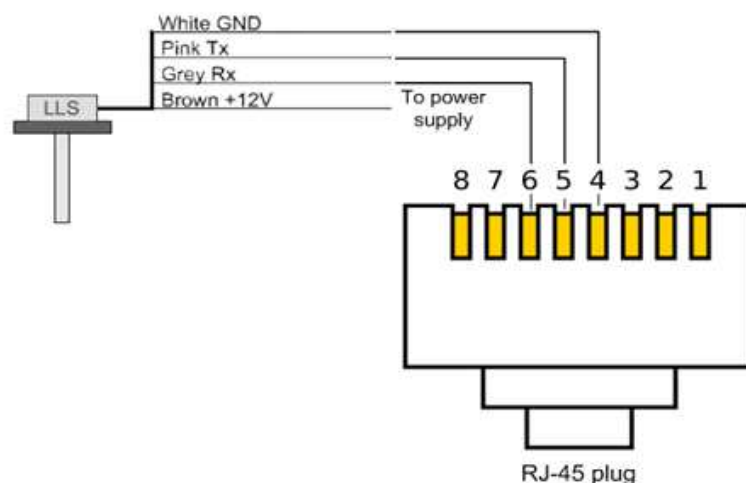 White GND
Pink Tx
Grey Rx
Brown +12V
LLS
To power
supply
8 7 6 5 4 3 2 1
RJ-45 plug